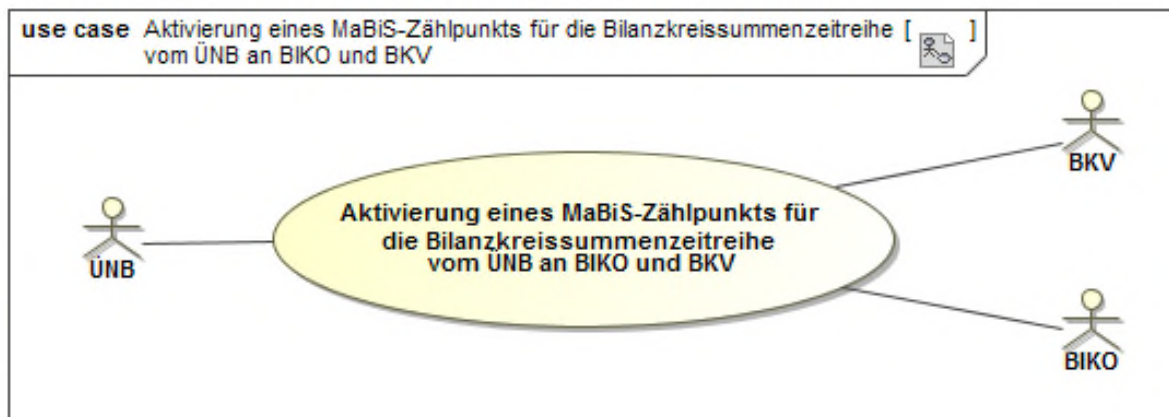 use case Aktivierung eines MaBiS-Zählpunkts für die Bilanzkreissummenzeitreihe [ ]
vom ÜNB an BIKO und BKV
BKV
Aktivierung eines MaBiS-Zählpunkts für
die Bilanzkreissummenzeitreihe
vom ÜNB an BIKO und BKV
ÜNB
BIKO